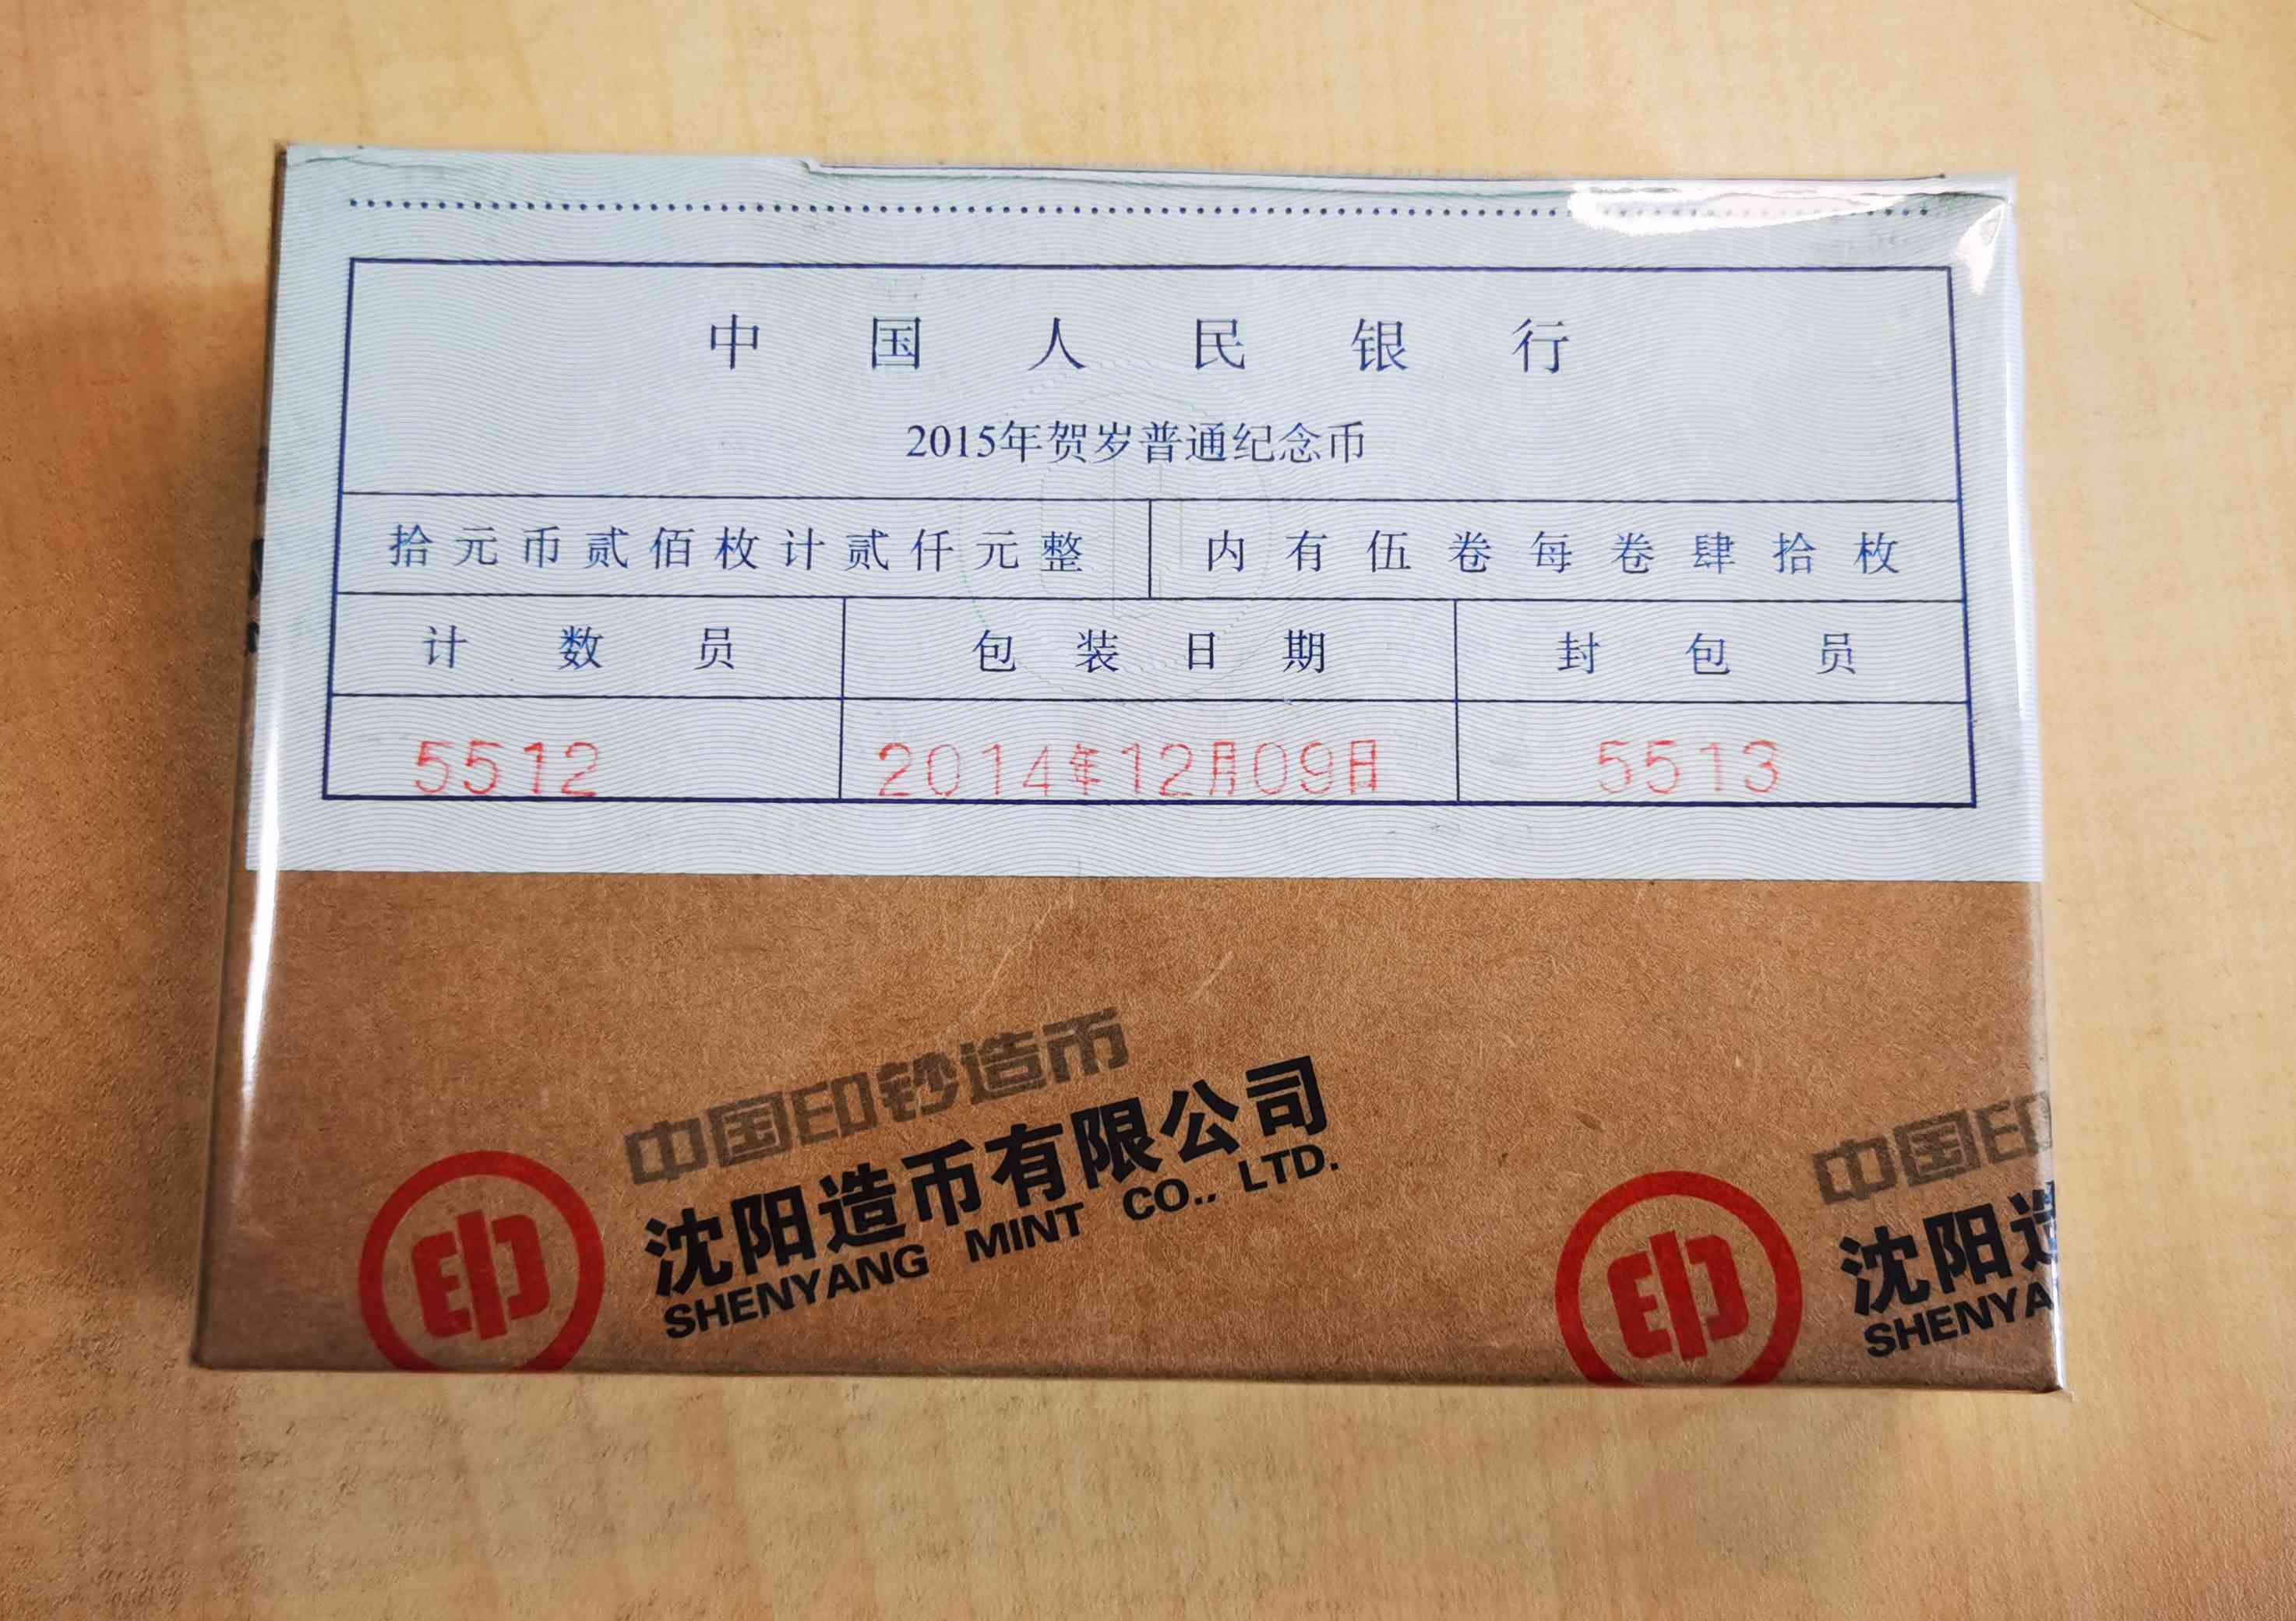 中国人民银行
2015年贺岁普通纪念币
拾元币贰佰枚计贰仟元整 内有伍卷每卷肆拾枚
计数员 包装日期 封包员
5512 2014年12月09日 5513
中国印钞造币
沈阳造币有限公司
SHENYANG MINT CO., LTD.
印
中国印
沈阳造
SHENYA
印